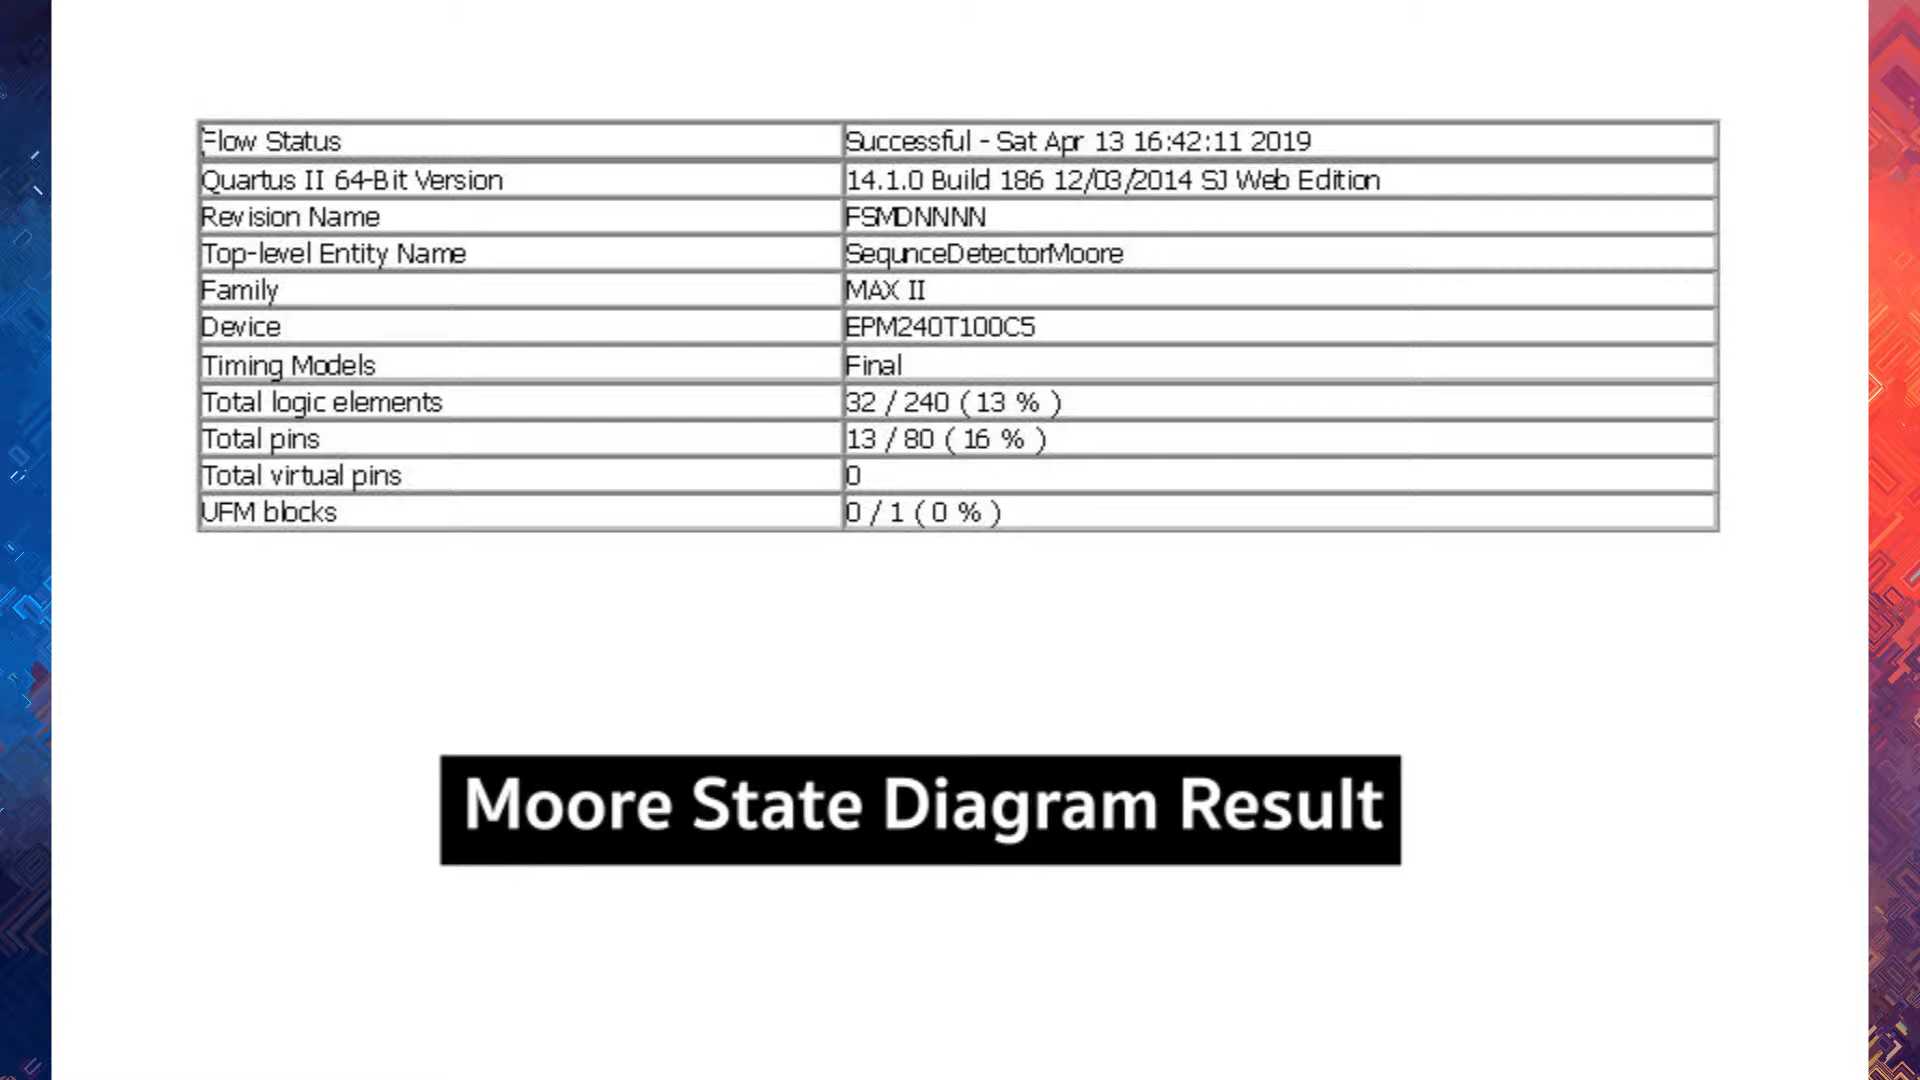 Flow Status Successful - Sat Apr 13 16:42:11 2019
Quartus II 64-Bit Version 14.1.0 Build 186 12/03/2014 SJ Web Edition
Revision Name FSMDNNNN
Top-level Entity Name SequnceDetectorMoore
Family MAX II
Device EPM240T100C5
Timing Models Final
Total logic elements 32 / 240 ( 13 % )
Total pins 13 / 80 ( 16 % )
Total virtual pins 0
UFM blocks 0 / 1 ( 0 % )
Moore State Diagram Result